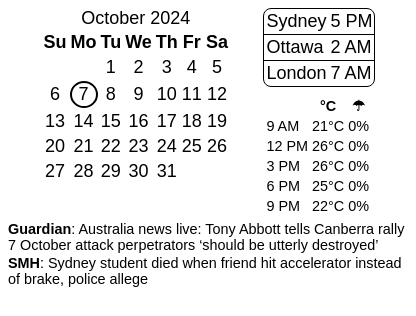 October 2024
Su Mo Tu We Th Fr Sa
1 2 3 4 5
6 7 8 9 10 11 12
13 14 15 16 17 18 19
20 21 22 23 24 25 26
27 28 29 30 31
Sydney 5 PM
Ottawa 2 AM
London 7 AM
°C ☂
9 AM 21°C 0%
12 PM 26°C 0%
3 PM 26°C 0%
6 PM 25°C 0%
9 PM 22°C 0%
Guardian: Australia news live: Tony Abbott tells Canberra rally
7 October attack perpetrators ‘should be utterly destroyed’
SMH: Sydney student died when friend hit accelerator instead
of brake, police allege